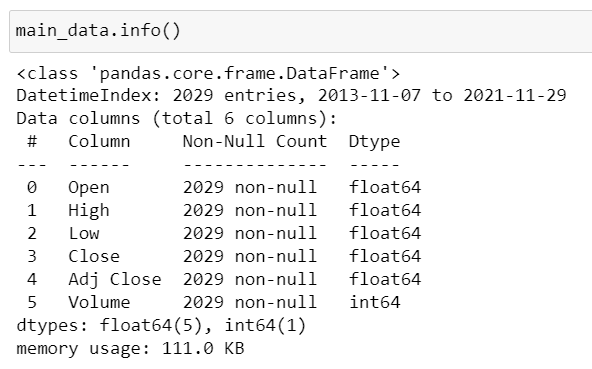 main_data.info()
<class 'pandas.core.frame.DataFrame'>
DatetimeIndex: 2029 entries, 2013-11-07 to 2021-11-29
Data columns (total 6 columns):
 #   Column     Non-Null Count  Dtype
---  ------     --------------  -----
 0   Open       2029 non-null   float64
 1   High       2029 non-null   float64
 2   Low        2029 non-null   float64
 3   Close      2029 non-null   float64
 4   Adj Close  2029 non-null   float64
 5   Volume     2029 non-null   int64
dtypes: float64(5), int64(1)
memory usage: 111.0 KB